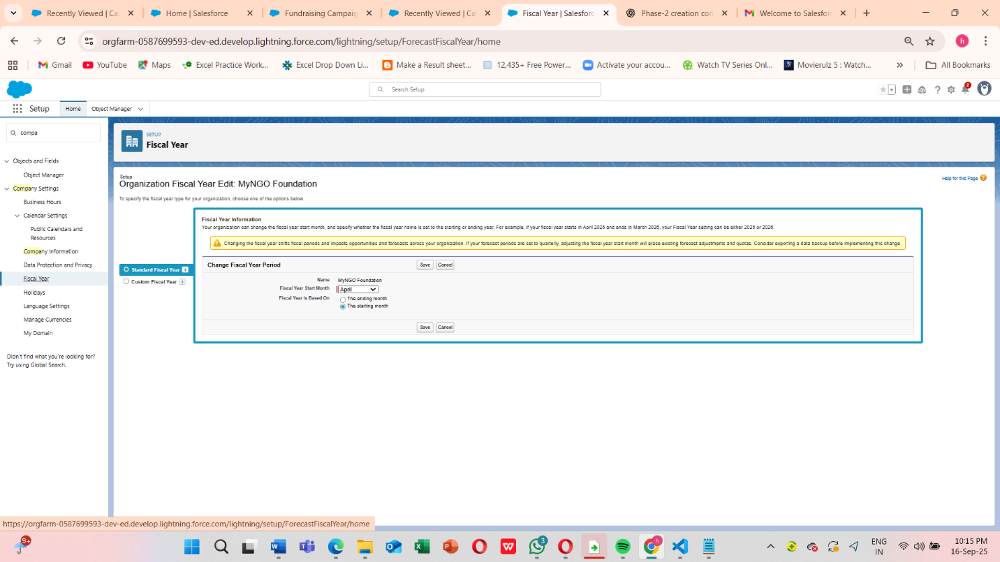 Recently Viewed | Ca
Home | Salesforce
Fundraising Campaig
Recently Viewed | Ca
Fiscal Year | Salesforc
Phase-2 creation con
Welcome to Salesfor
orgfarm-0587699593-dev-ed.develop.lightning.force.com/lightning/setup/ForecastFiscalYear/home
h
Gmail
YouTube
Maps
Excel Practice Work...
Excel Drop Down Li...
Make a Result sheet...
12,435+ Free Power...
Activate your accou...
Watch TV Series Onl...
Movierulz 5 : Watch...
All Bookmarks
Search Setup
2
Setup
Home
Object Manager
compa
Objects and Fields
Object Manager
Company Settings
Business Hours
Calendar Settings
Public Calendars and
Resources
Company Information
Data Protection and Privacy
Fiscal Year
Holidays
Language Settings
Manage Currencies
My Domain
Didn't find what you're looking for?
Try using Global Search.
SETUP
Fiscal Year
Setup
Organization Fiscal Year Edit: MyNGO Foundation
Help for this Page
To specify the fiscal year type for your organization, choose one of the options below.
Standard Fiscal Year
Custom Fiscal Year
Fiscal Year Information
Your organization can change the fiscal year start month, and specify whether the fiscal year name is set to the starting or ending year. For example, if your fiscal year starts in April 2025 and ends in March 2026, your Fiscal Year setting can be either 2025 or 2026.
Changing the fiscal year shifts fiscal periods and impacts opportunities and forecasts across your organization. If your forecast periods are set to quarterly, adjusting the fiscal year start month will erase existing forecast adjustments and quotas. Consider exporting a data backup before implementing this change.
Change Fiscal Year Period
Save
Cancel
Name MyNGO Foundation
Fiscal Year Start Month April
Fiscal Year is Based On The ending month
The starting month
Save
Cancel
https://orgfarm-0587699593-dev-ed.develop.lightning.force.com/lightning/setup/ForecastFiscalYear/home
9+
3
h
ENG
IN
10:15 PM
16-Sep-25